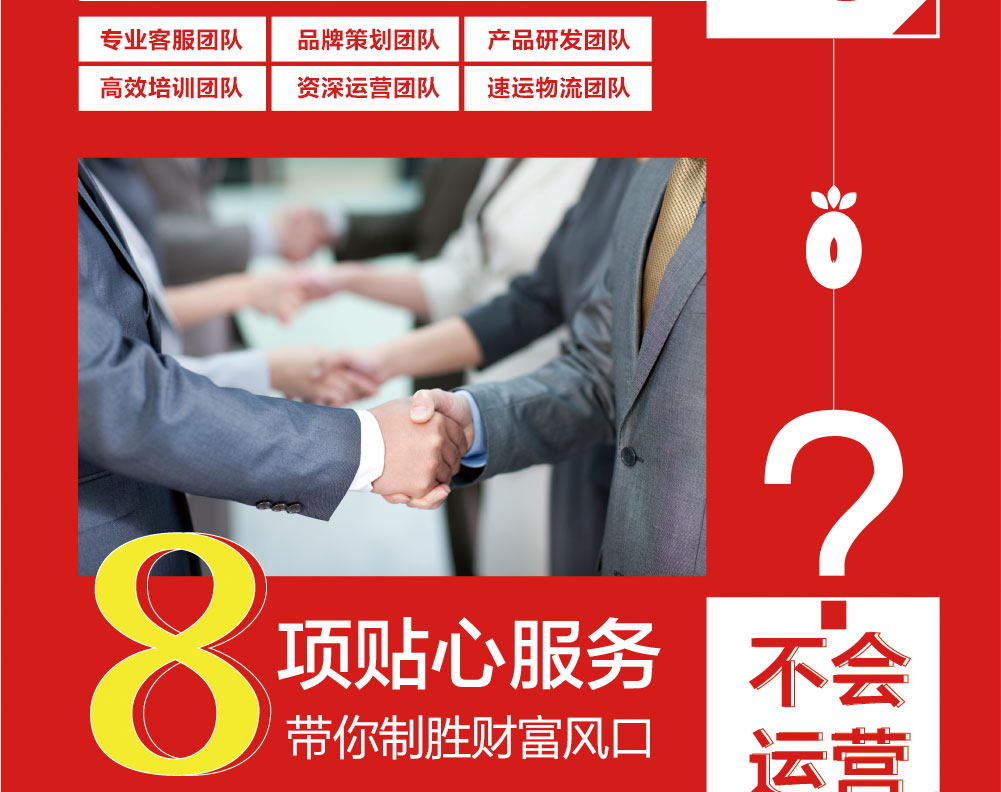 专业客服团队 品牌策划团队 产品研发团队
高效培训团队 资深运营团队 速运物流团队
8项贴心服务
带你制胜财富风口
?
不会
运营